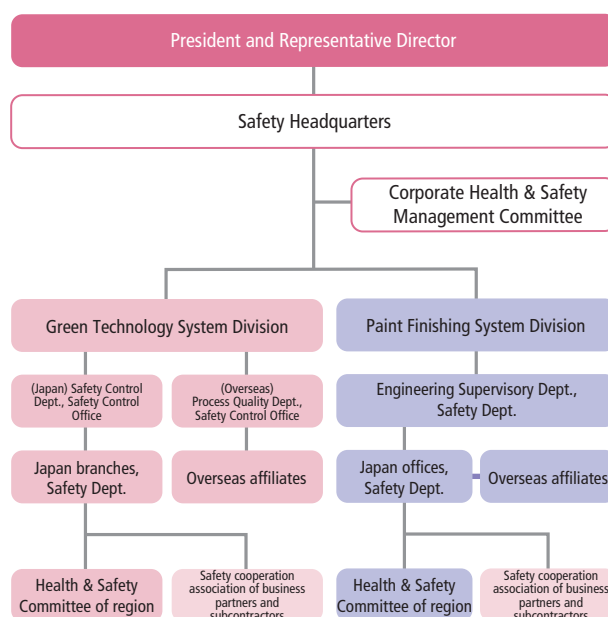 President and Representative Director
Safety Headquarters
Corporate Health & Safety
Management Committee
Green Technology System Division
Paint Finishing System Division
(Japan) Safety Control
Dept., Safety Control
Office
(Overseas)
Process Quality Dept.,
Safety Control Office
Engineering Supervisory Dept.,
Safety Dept.
Japan branches,
Safety Dept.
Overseas affiliates
Japan offices,
Safety Dept.
Overseas affiliates
Health & Safety
Committee of region
Safety cooperation
association of business
partners and
subcontractors
Health & Safety
Committee of region
Safety cooperation
association of business
partners and
subcontractors